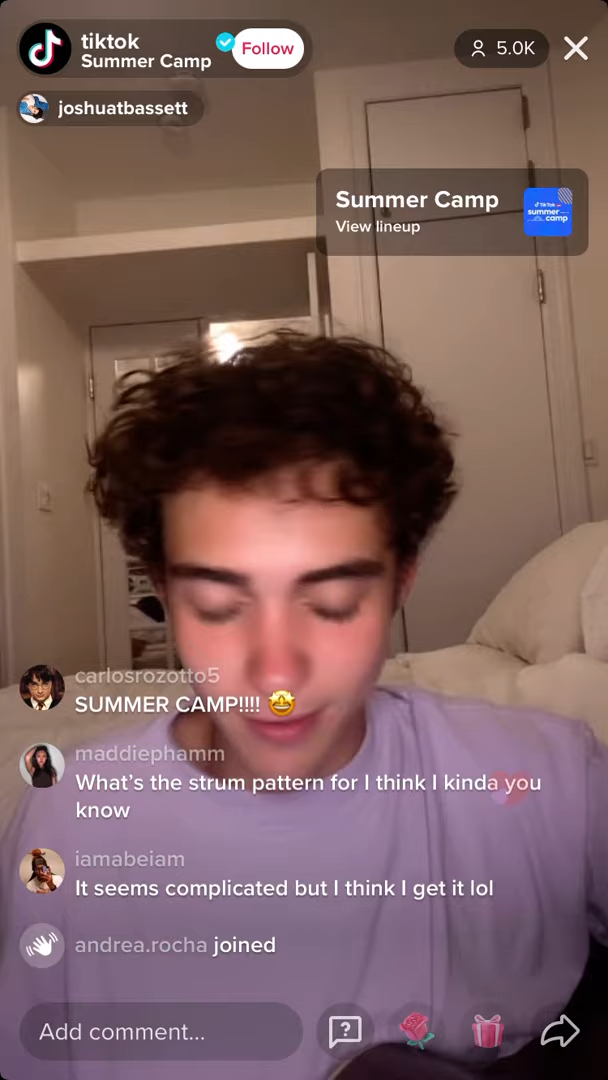 tiktok
Summer Camp
Follow
5.0K
joshuatbassett
Summer Camp
View lineup
TikTok
summer
camp
carlosrozotto5
SUMMER CAMP!!!! 🤩
maddiephamm
What’s the strum pattern for I think I kinda you
know
iamabeiam
It seems complicated but I think I get it lol
andrea.rocha joined
Add comment...